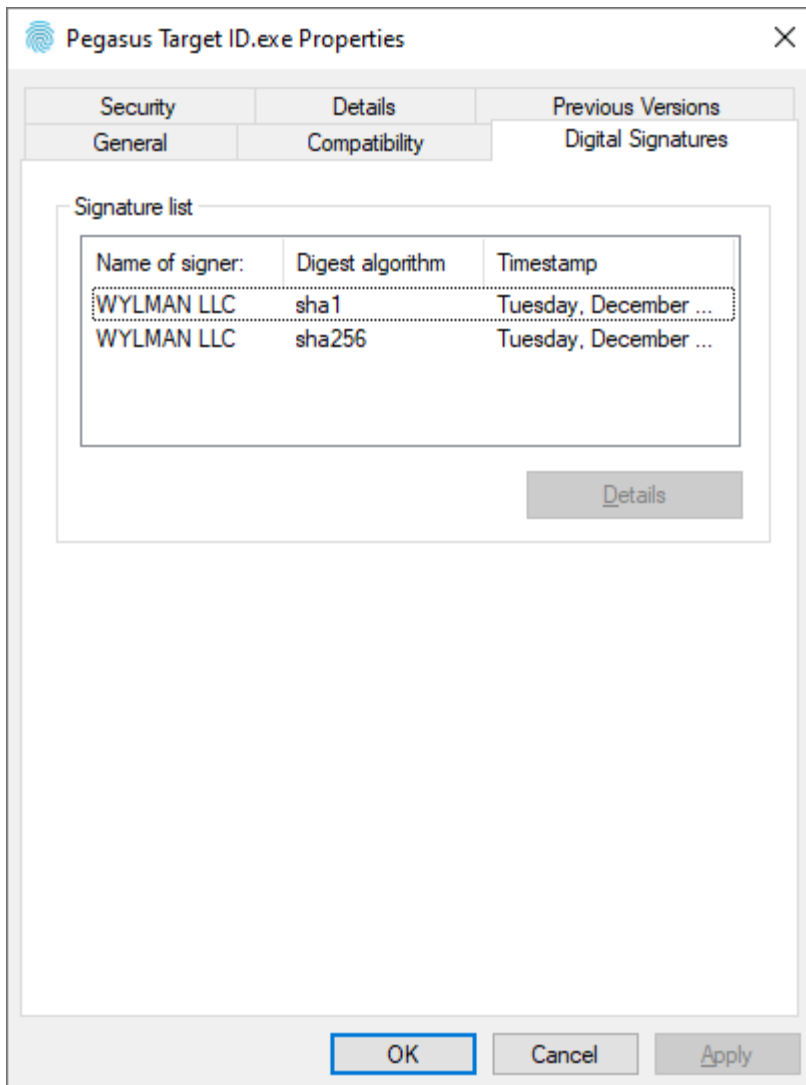 Pegasus Target ID.exe Properties
Security Details Previous Versions
General Compatibility Digital Signatures
Signature list
Name of signer: Digest algorithm Timestamp
WYLMAN LLC sha1 Tuesday, December ...
WYLMAN LLC sha256 Tuesday, December ...
Details
OK Cancel Apply